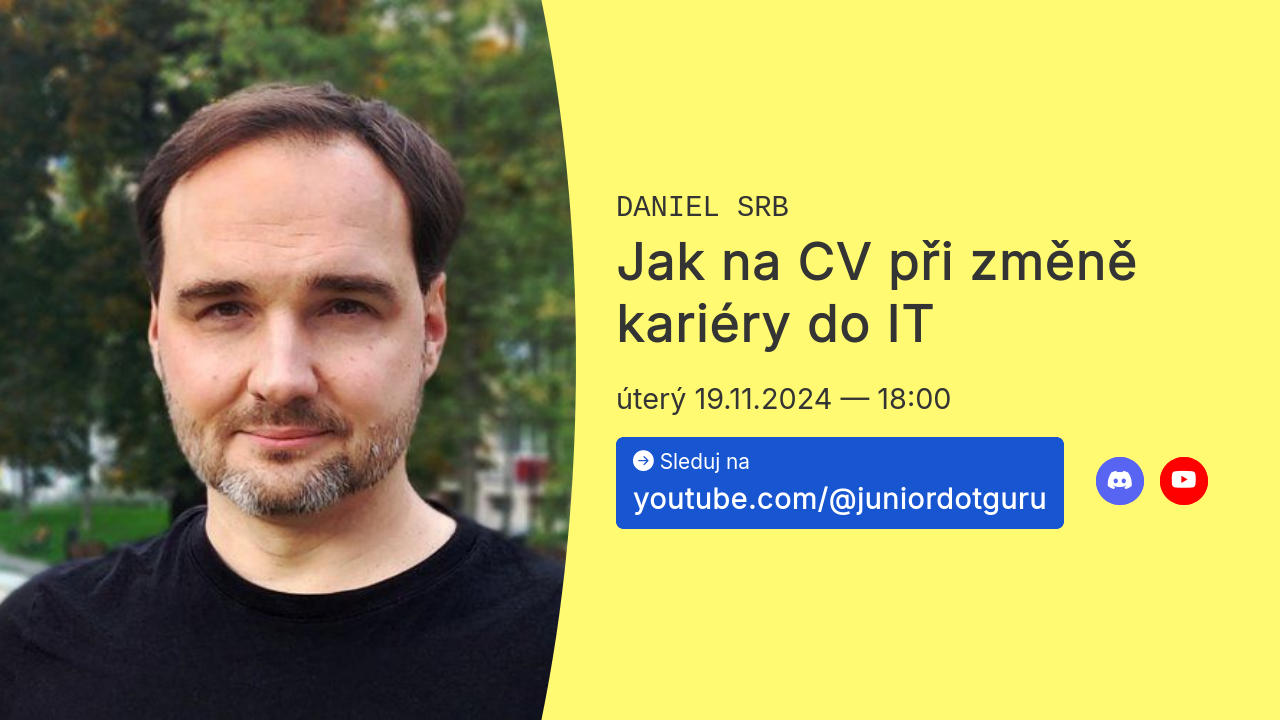 DANIEL SRB
Jak na CV při změně
kariéry do IT
úterý 19.11.2024 — 18:00
Sleduj na
youtube.com/@juniordotguru